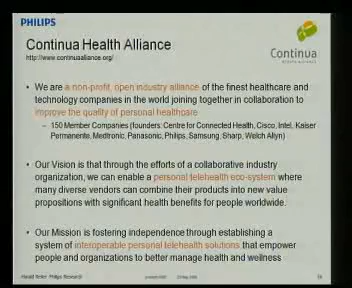 PHILIPS
Continua Health Alliance
http://www.continuaalliance.org/
Continua
HEALTH ALLIANCE
• We are a non-profit, open industry alliance of the finest healthcare and
technology companies in the world joining together in collaboration to
improve the quality of personal healthcare
– 150 Member Companies (founders: Centre for Connected Health, Cisco, Intel, Kaiser
Permanente, Medtronic, Panasonic, Philips, Samsung, Sharp, Welch Allyn)
• Our Vision is that through the efforts of a collaborative industry
organization, we can enable a personal telehealth eco-system where
many diverse vendors can combine their products into new value
propositions with significant health benefits for people worldwide.
• Our Mission is fostering independence through establishing a
system of interoperable personal telehealth solutions that empower
people and organizations to better manage health and wellness
Philips Research